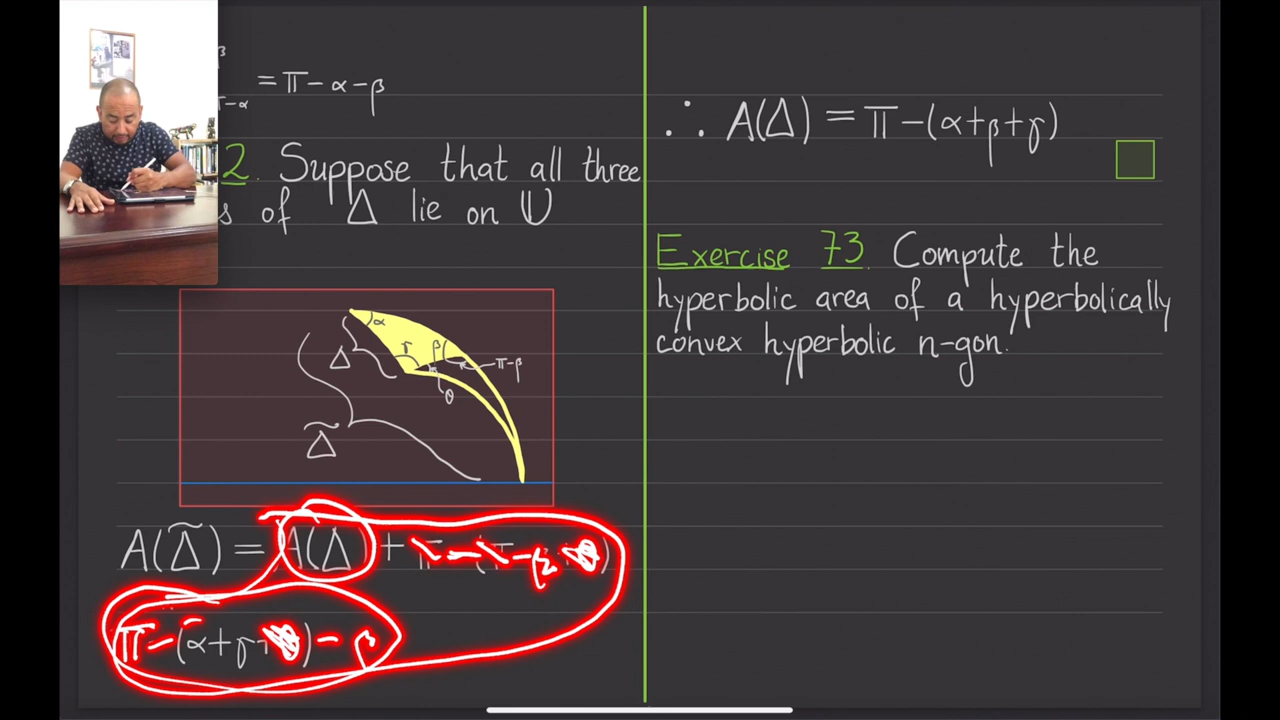 β
π-α
= π - α - β
2. Suppose that all three
s of Δ lie on U
α
γ
β
Δ
π-β
θ
Δ̃
A(Δ̃) = A(Δ) + π - (π - β + )
π - (α + γ + ) - β
∴ A(Δ) = π - (α + β + γ)
Exercise 73. Compute the
hyperbolic area of a hyperbolically
convex hyperbolic n-gon.